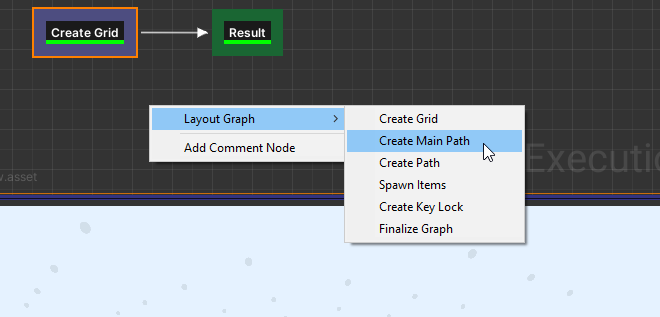 Create Grid
Result
Layout Graph
Add Comment Node
Create Grid
Create Main Path
Create Path
Spawn Items
Create Key Lock
Finalize Graph
w.asset
Executio